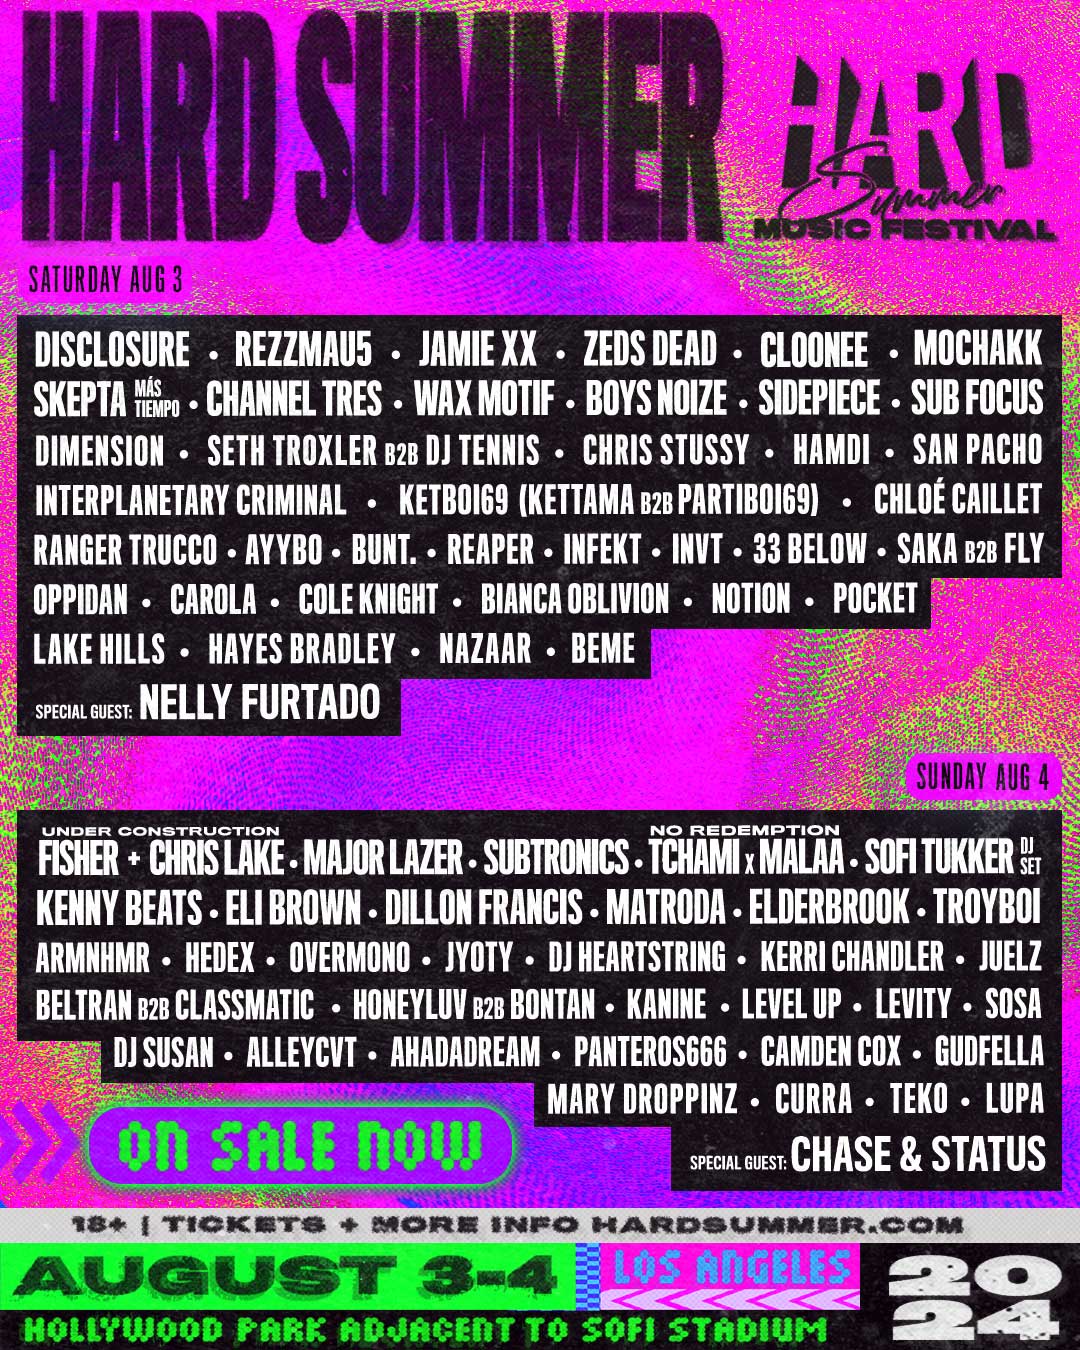 HARD SUMMER
HARD
Summer
MUSIC FESTIVAL
SATURDAY AUG 3
DISCLOSURE • REZZMAU5 • JAMIE XX • ZEDS DEAD • CLOONEE • MOCHAKK
SKEPTA MÁS TIEMPO • CHANNEL TRES • WAX MOTIF • BOYS NOIZE • SIDEPIECE • SUB FOCUS
DIMENSION • SETH TROXLER B2B DJ TENNIS • CHRIS STUSSY • HAMDI • SAN PACHO
INTERPLANETARY CRIMINAL • KETBOI69 (KETTAMA B2B PARTIBOI69) • CHLOÉ CAILLET
RANGER TRUCCO • AYYBO • BUNT. • REAPER • INFEKT • INVT • 33 BELOW • SAKA B2B FLY
OPPIDAN • CAROLA • COLE KNIGHT • BIANCA OBLIVION • NOTION • POCKET
LAKE HILLS • HAYES BRADLEY • NAZAAR • BEME
SPECIAL GUEST: NELLY FURTADO
SUNDAY AUG 4
UNDER CONSTRUCTION NO REDEMPTION
FISHER + CHRIS LAKE • MAJOR LAZER • SUBTRONICS • TCHAMI X MALAA • SOFI TUKKER DJ SET
KENNY BEATS • ELI BROWN • DILLON FRANCIS • MATRODA • ELDERBROOK • TROYBOI
ARMNHMR • HEDEX • OVERMONO • JYOTY • DJ HEARTSTRING • KERRI CHANDLER • JUELZ
BELTRAN B2B CLASSMATIC • HONEYLUV B2B BONTAN • KANINE • LEVEL UP • LEVITY • SOSA
DJ SUSAN • ALLEYCVT • AHADADREAM • PANTEROS666 • CAMDEN COX • GUDFELLA
MARY DROPPINZ • CURRA • TEKO • LUPA
SPECIAL GUEST: CHASE & STATUS
ON SALE NOW
18+ | TICKETS + MORE INFO HARDSUMMER.COM
AUGUST 3-4
LOS ANGELES
2024
HOLLYWOOD PARK ADJACENT TO SOFI STADIUM